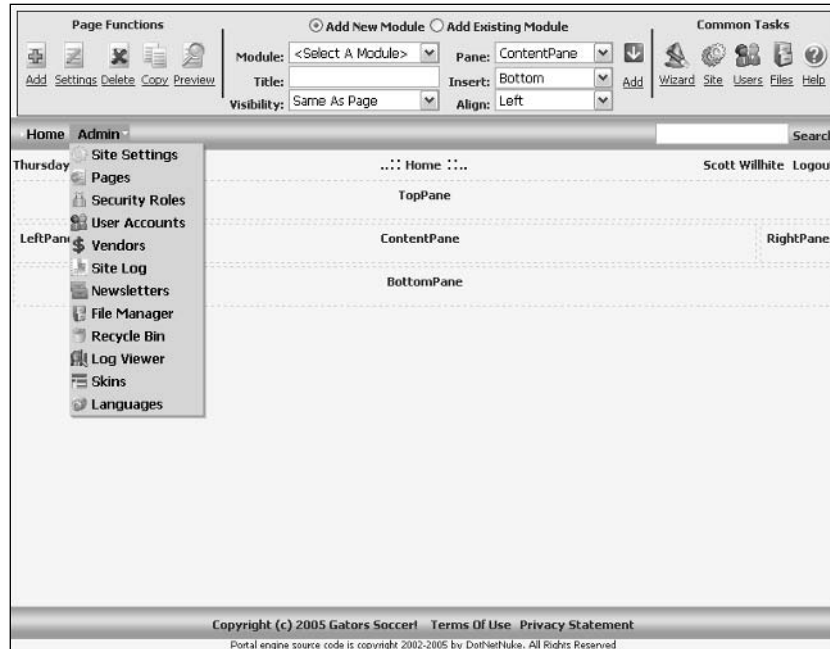 Page Functions
Add New Module Add Existing Module
Common Tasks
Module: <Select A Module> Pane: ContentPane
Title: Insert: Bottom
Visibility: Same As Page Align: Left
Add Settings Delete Copy Preview
Add
Wizard Site Users Files Help
Home Admin
Search
Thursday
..:: Home ::..
Scott Willhite Logout
Site Settings
Pages
Security Roles
User Accounts
Vendors
Site Log
Newsletters
File Manager
Recycle Bin
Log Viewer
Skins
Languages
TopPane
LeftPane
ContentPane
RightPane
BottomPane
Copyright (c) 2005 Gators Soccer! Terms Of Use Privacy Statement
Portal engine source code is copyright 2002-2005 by DotNetNuke. All Rights Reserved